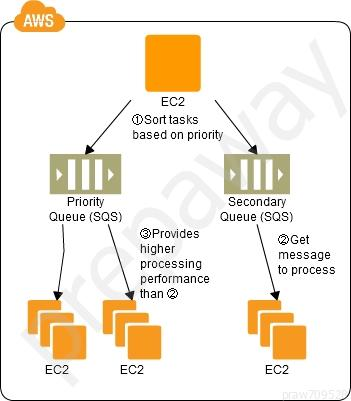 AWS
EC2
①Sort tasks
based on priority
Priority
Queue (SQS)
Secondary
Queue (SQS)
③Provides
higher
processing
performance
than ②
②Get
message
to process
EC2
EC2
EC2
prepaway